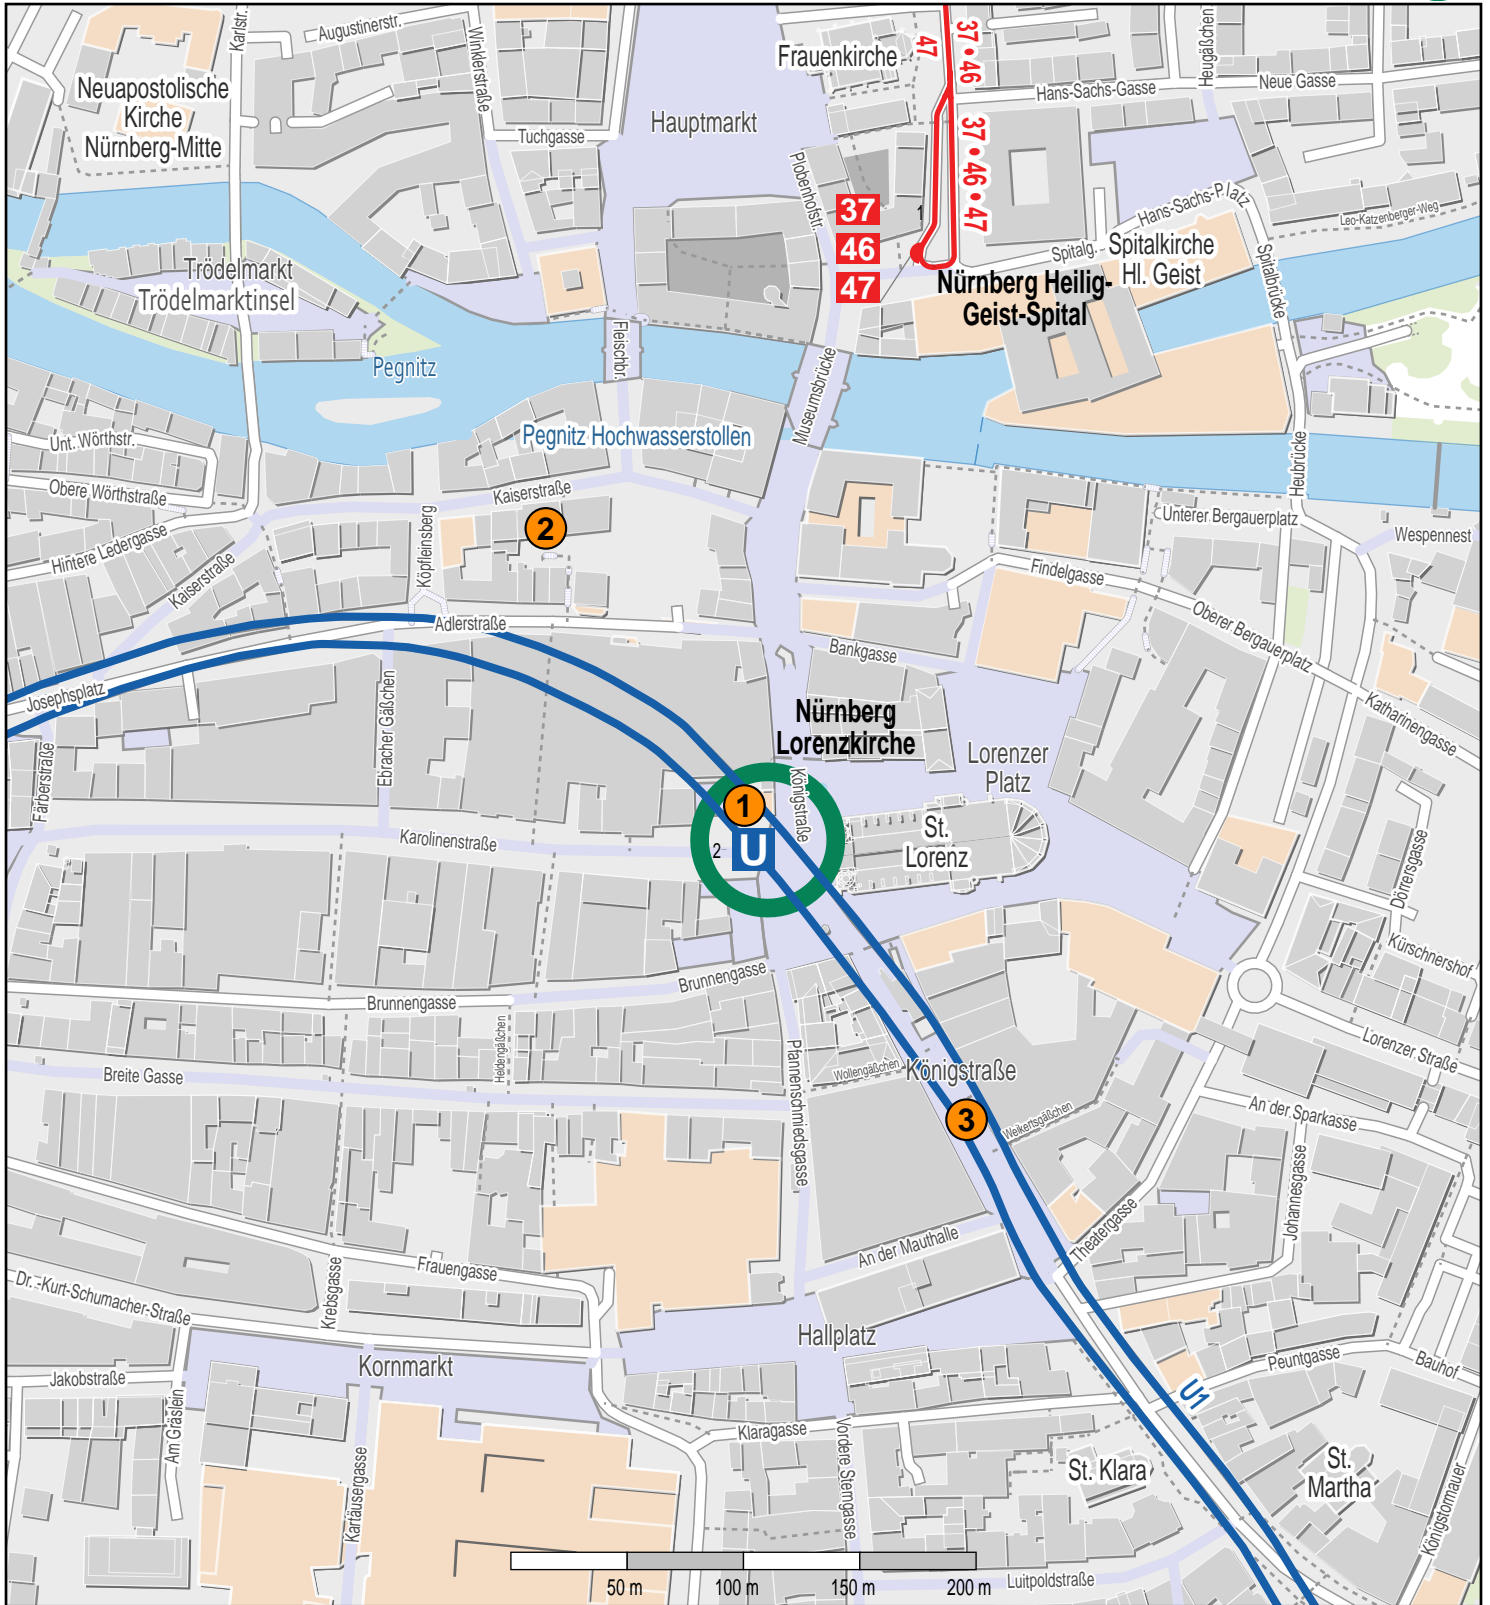 Karlstr.
Augustinerstr.
Winklerstraße
Neuapostolische
Kirche
Nürnberg-Mitte
Tuchgasse
Hauptmarkt
Frauenkirche
47
37 • 46
37 • 46 • 47
Heugäßchen
Hans-Sachs-Gasse
Neue Gasse
Plobenhofstr.
37
46
47
1
Hans-Sachs-Platz
Leo-Katzenberger-Weg
Spitalg.
Spitalkirche
Hl. Geist
Spitalbrücke
Nürnberg Heilig-
Geist-Spital
Trödelmarkt
Trödelmarktinsel
Pegnitz
Fleischbr.
Museumsbrücke
Pegnitz Hochwasserstollen
Heubrücke
Unt. Wörthstr.
Obere Wörthstraße
Hintere Ledergasse
Kaiserstraße
Kaiserstraße
Köpfleinsberg
2
Unterer Bergauerplatz
Wespennest
Findelgasse
Oberer Bergauerplatz
Katharinengasse
Adlerstraße
Bankgasse
Josephsplatz
Ebracher Gäßchen
Färberstraße
Nürnberg
Lorenzkirche
Lorenzer
Platz
Königstraße
1
2
U
St.
Lorenz
Karolinenstraße
Dörrersgasse
Kürschnershof
Brunnengasse
Brunnengasse
Heldengäßchen
Breite Gasse
Pfannenschmiedsgasse
Wollengäßchen
Königstraße
3
Weikertsgäßchen
Lorenzer Straße
An der Sparkasse
Johannesgasse
Theatergasse
An der Mauthalle
Frauengasse
Krebsgasse
Dr.-Kurt-Schumacher-Straße
Hallplatz
Kornmarkt
Jakobstraße
Am Gräslein
Kartäusergasse
Klaragasse
Vordere Sterngasse
Peuntgasse
Bauhof
U1
St. Klara
St.
Martha
Königstormauer
Luitpoldstraße
50 m
100 m
150 m
200 m